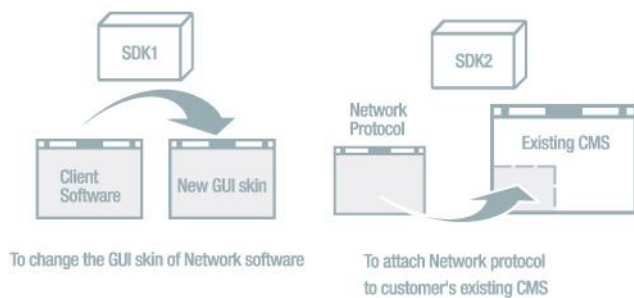 SDK1
Client
Software
New GUI skin
To change the GUI skin of Network software
SDK2
Network
Protocol
Existing CMS
To attach Network protocol
to customer's existing CMS